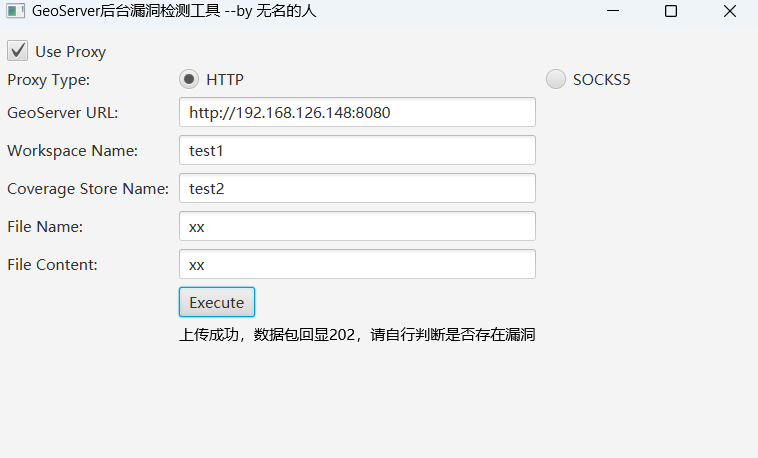 GeoServer后台漏洞检测工具 --by 无名的人
Use Proxy
Proxy Type: HTTP SOCKS5
GeoServer URL: http://192.168.126.148:8080
Workspace Name: test1
Coverage Store Name: test2
File Name: xx
File Content: xx
Execute
上传成功，数据包回显202，请自行判断是否存在漏洞